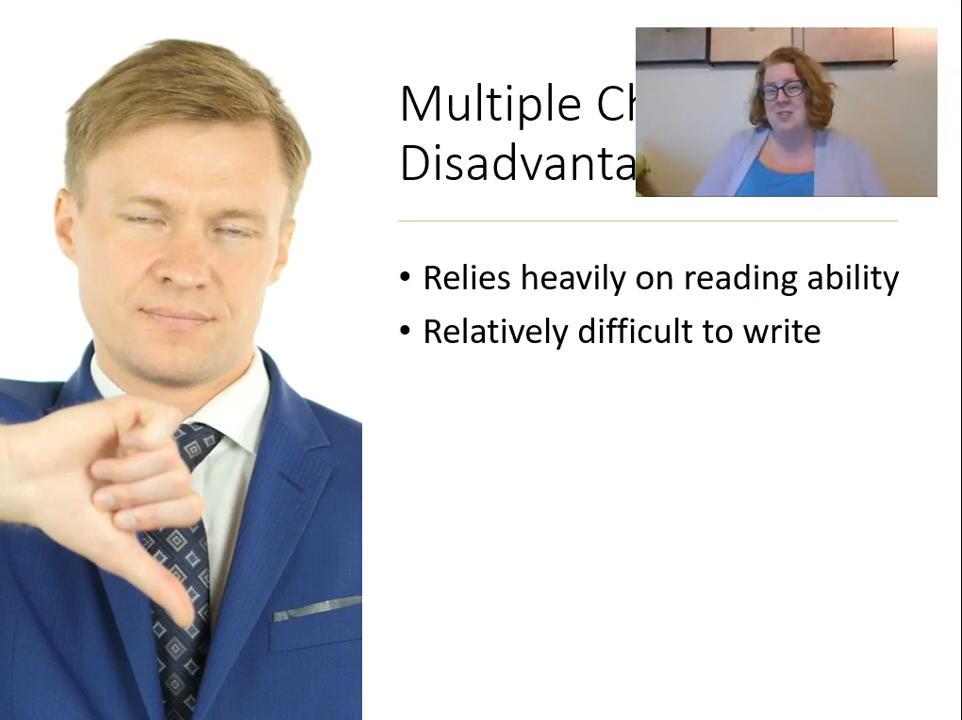 Multiple Ch
Disadvanta
• Relies heavily on reading ability
• Relatively difficult to write